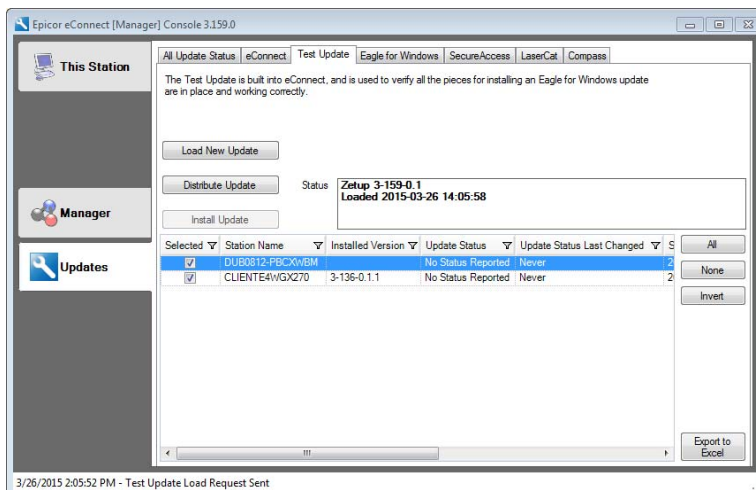 Epicor eConnect [Manager] Console 3.159.0
This Station
Manager
Updates
All Update Status eConnect Test Update Eagle for Windows SecureAccess LaserCat Compass
The Test Update is built into eConnect, and is used to verify all the pieces for installing an Eagle for Windows update
are in place and working correctly.
Load New Update
Distribute Update
Status
Zetup 3-159-0.1
Loaded 2015-03-26 14:05:58
Install Update
Selected Station Name Installed Version Update Status Update Status Last Changed S
DUB0812-PBCXWBM No Status Reported Never 2
CLIENTE4WGX270 3-136-0.1.1 No Status Reported Never 2
All
None
Invert
Export to
Excel
3/26/2015 2:05:52 PM - Test Update Load Request Sent